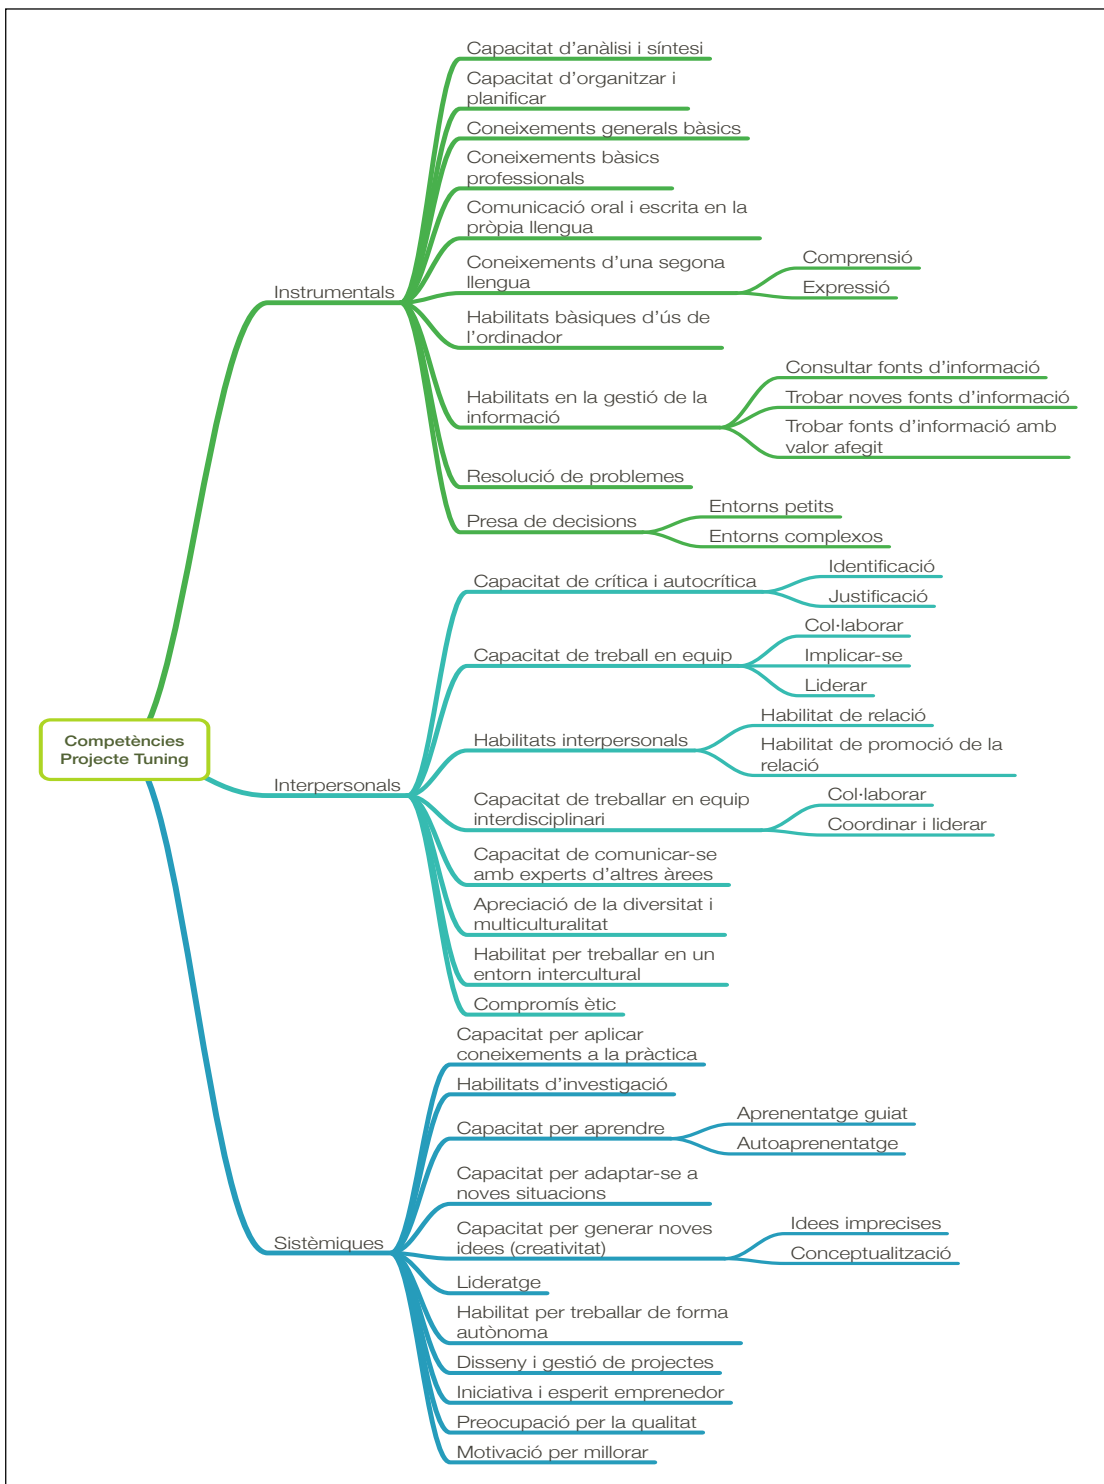 Competències
Projecte Tuning
Instrumentals
Capacitat d'anàlisi i síntesi
Capacitat d'organitzar i
planificar
Coneixements generals bàsics
Coneixements bàsics
professionals
Comunicació oral i escrita en la
pròpia llengua
Coneixements d'una segona
llengua
Comprensió
Expressió
Habilitats bàsiques d'ús de
l'ordinador
Habilitats en la gestió de la
informació
Consultar fonts d'informació
Trobar noves fonts d'informació
Trobar fonts d'informació amb
valor afegit
Resolució de problemes
Presa de decisions
Entorns petits
Entorns complexos
Interpersonals
Capacitat de crítica i autocrítica
Identificació
Justificació
Capacitat de treball en equip
Col·laborar
Implicar-se
Liderar
Habilitats interpersonals
Habilitat de relació
Habilitat de promoció de la
relació
Capacitat de treballar en equip
interdisciplinari
Col·laborar
Coordinar i liderar
Capacitat de comunicar-se
amb experts d'altres àrees
Apreciació de la diversitat i
multiculturalitat
Habilitat per treballar en un
entorn intercultural
Compromís ètic
Sistèmiques
Capacitat per aplicar
coneixements a la pràctica
Habilitats d'investigació
Capacitat per aprendre
Aprenentatge guiat
Autoaprenentatge
Capacitat per adaptar-se a
noves situacions
Capacitat per generar noves
idees (creativitat)
Idees imprecises
Conceptualització
Lideratge
Habilitat per treballar de forma
autònoma
Disseny i gestió de projectes
Iniciativa i esperit emprenedor
Preocupació per la qualitat
Motivació per millorar